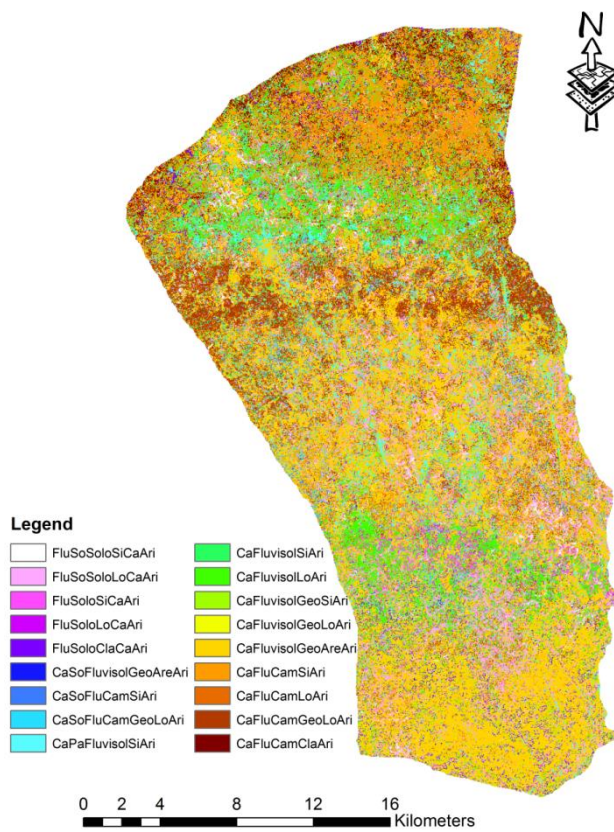 N
Legend
FluSoSoloSiCaAri
FluSoSoloLoCaAri
FluSoloSiCaAri
FluSoloLoCaAri
FluSoloClaCaAri
CaSoFluvisolGeoAreAri
CaSoFluCamSiAri
CaSoFluCamGeoLoAri
CaPaFluvisolSiAri
CaFluvisolSiAri
CaFluvisolLoAri
CaFluvisolGeoSiAri
CaFluvisolGeoLoAri
CaFluvisolGeoAreAri
CaFluCamSiAri
CaFluCamLoAri
CaFluCamGeoLoAri
CaFluCamClaAri
0 1 2 4 8 12 16
Kilometers